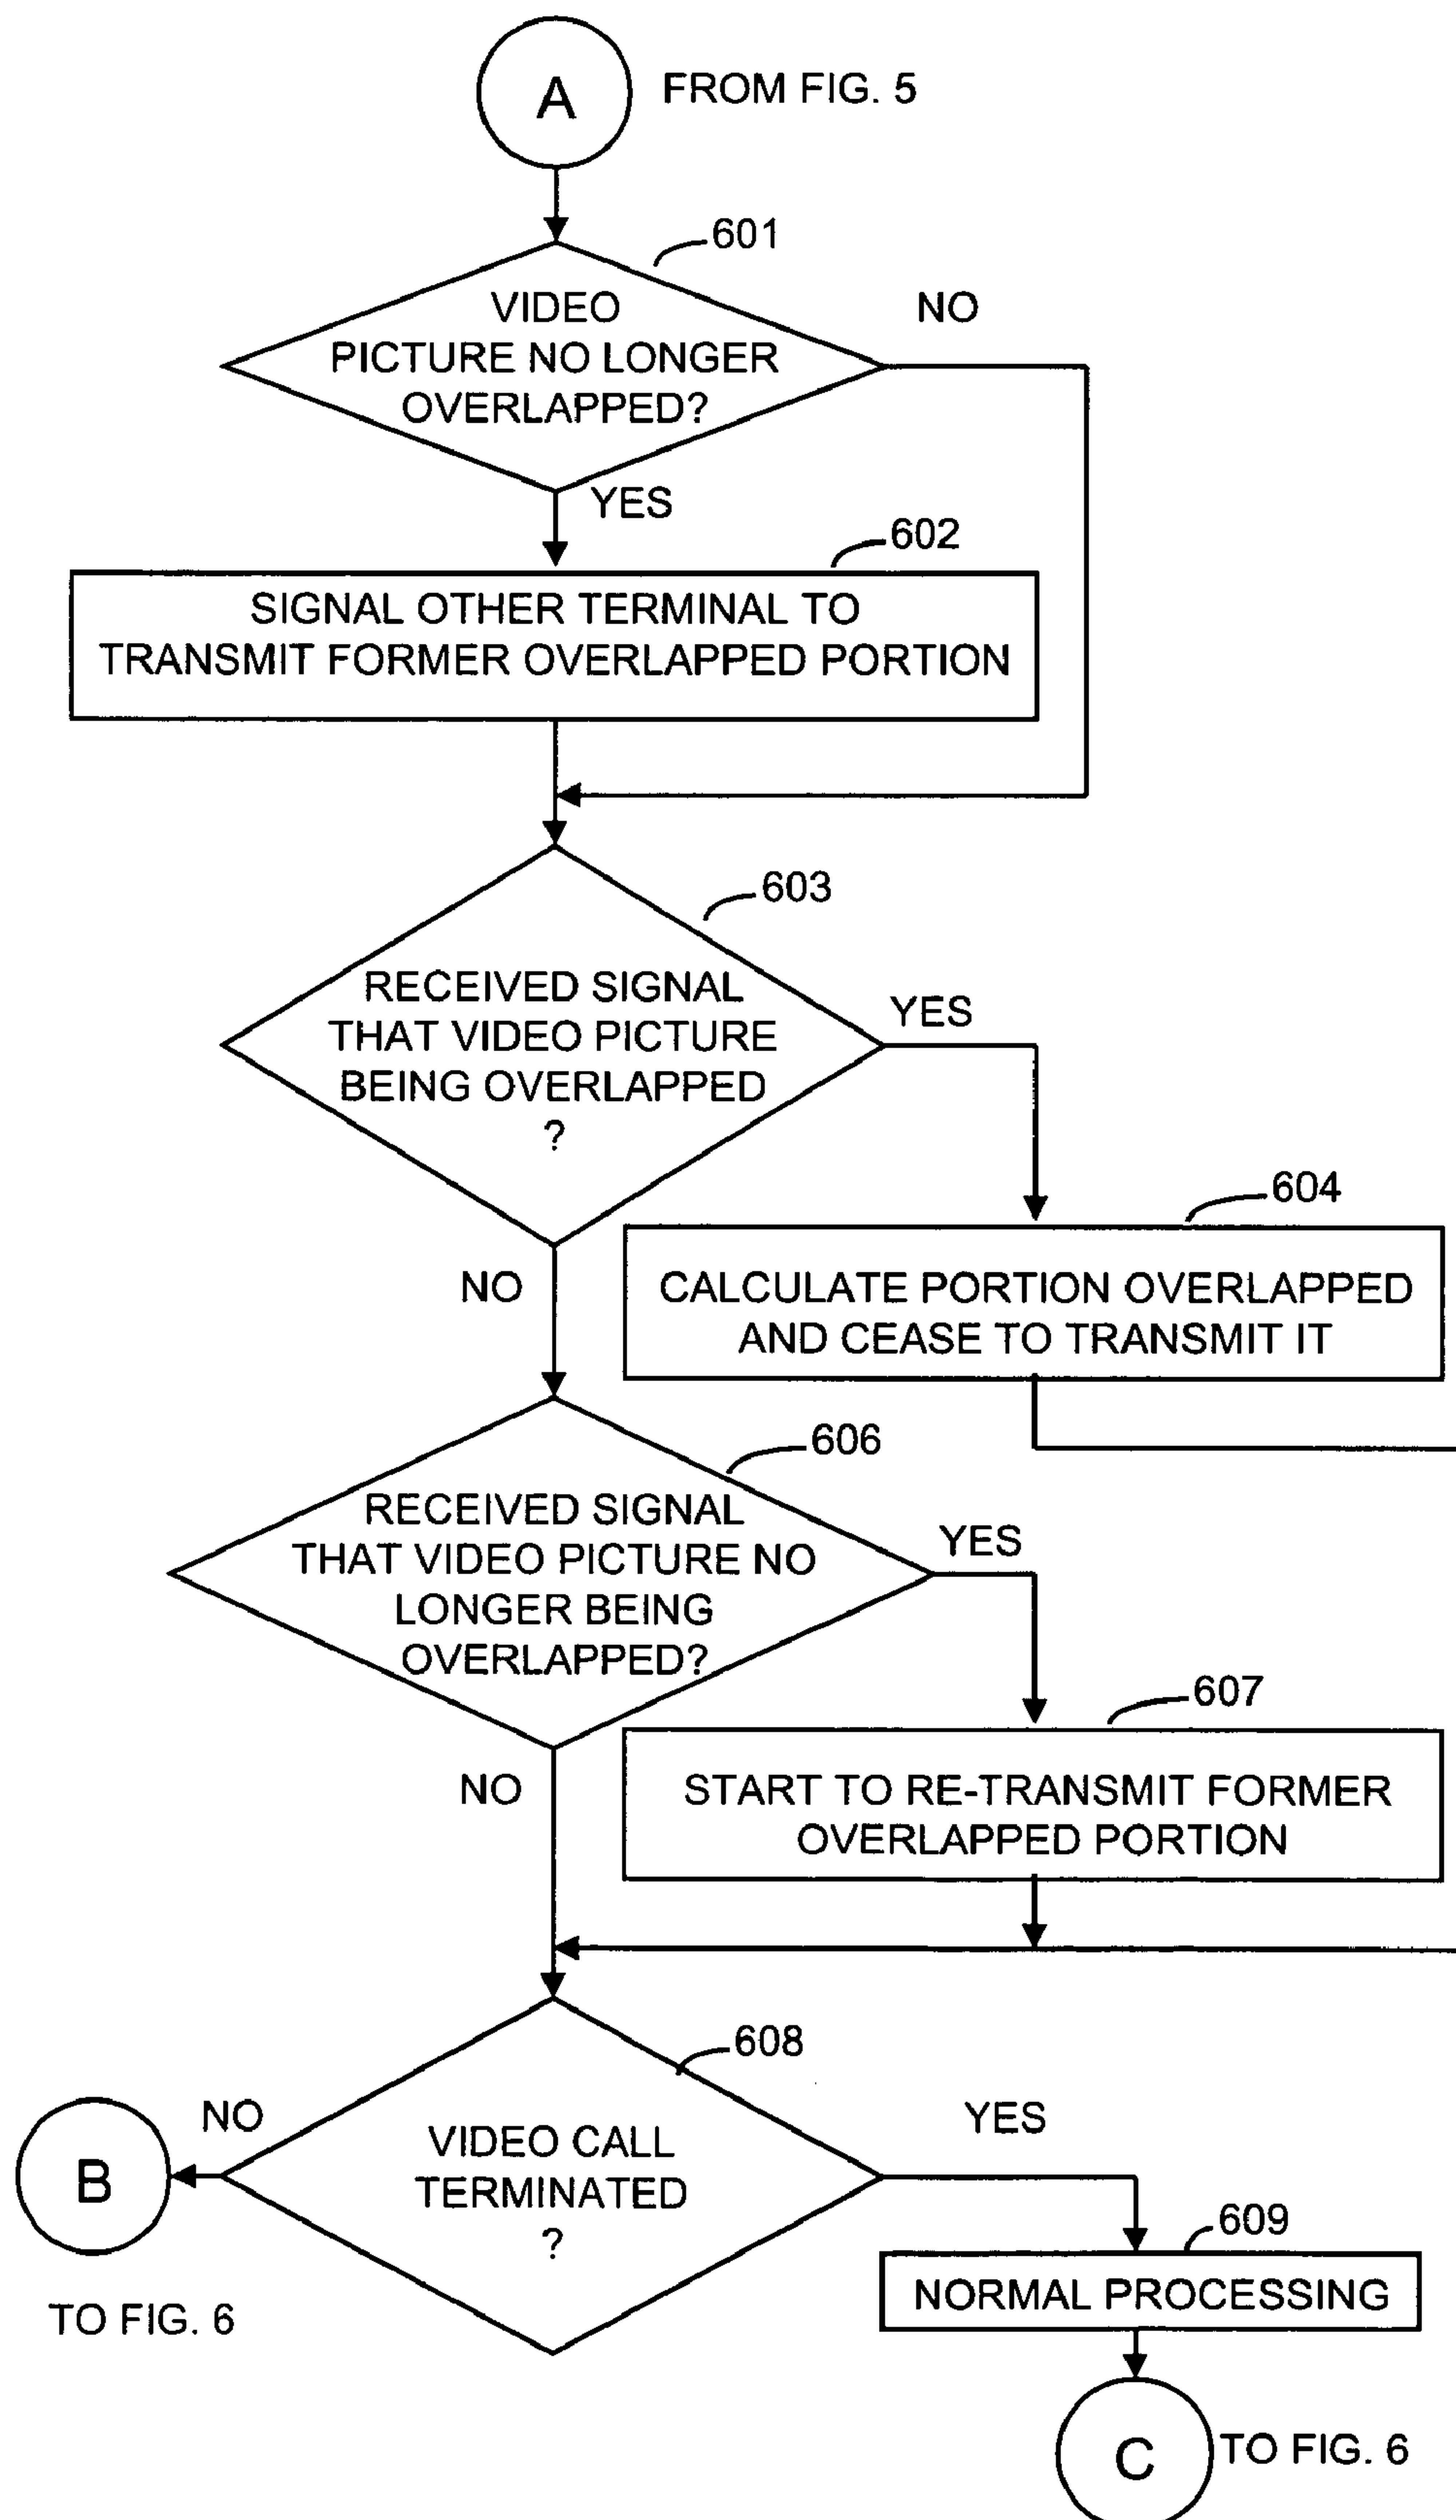 A
FROM FIG. 5
601
VIDEO
PICTURE NO LONGER
OVERLAPPED?
NO
YES
602
SIGNAL OTHER TERMINAL TO
TRANSMIT FORMER OVERLAPPED PORTION
603
RECEIVED SIGNAL
THAT VIDEO PICTURE
BEING OVERLAPPED
?
YES
NO
604
CALCULATE PORTION OVERLAPPED
AND CEASE TO TRANSMIT IT
606
RECEIVED SIGNAL
THAT VIDEO PICTURE NO
LONGER BEING
OVERLAPPED?
YES
NO
607
START TO RE-TRANSMIT FORMER
OVERLAPPED PORTION
608
VIDEO CALL
TERMINATED
?
NO
B
TO FIG. 6
YES
609
NORMAL PROCESSING
C
TO FIG. 6